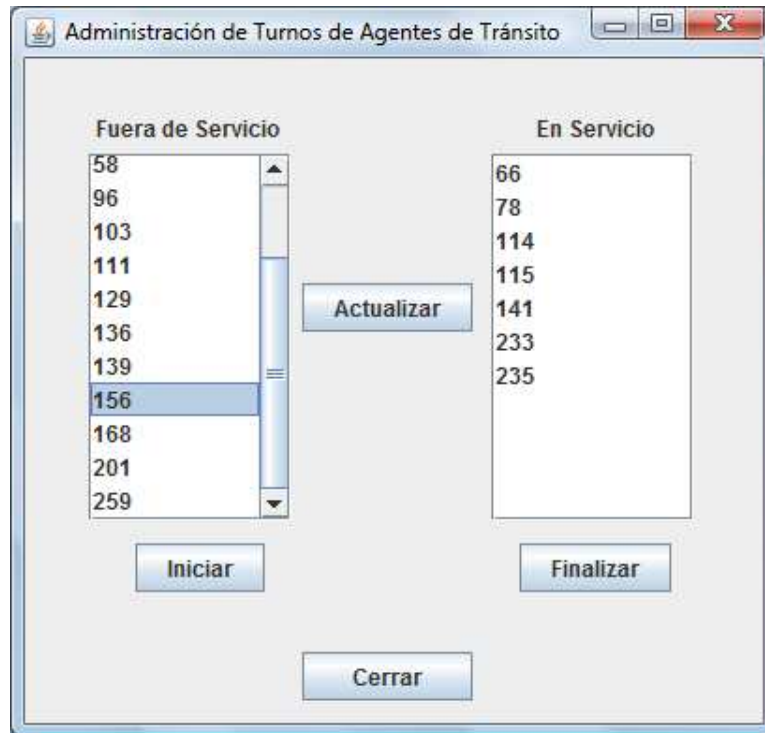 Administración de Turnos de Agentes de Tránsito
Fuera de Servicio
58
96
103
111
129
136
139
156
168
201
259
Actualizar
En Servicio
66
78
114
115
141
233
235
Iniciar
Finalizar
Cerrar